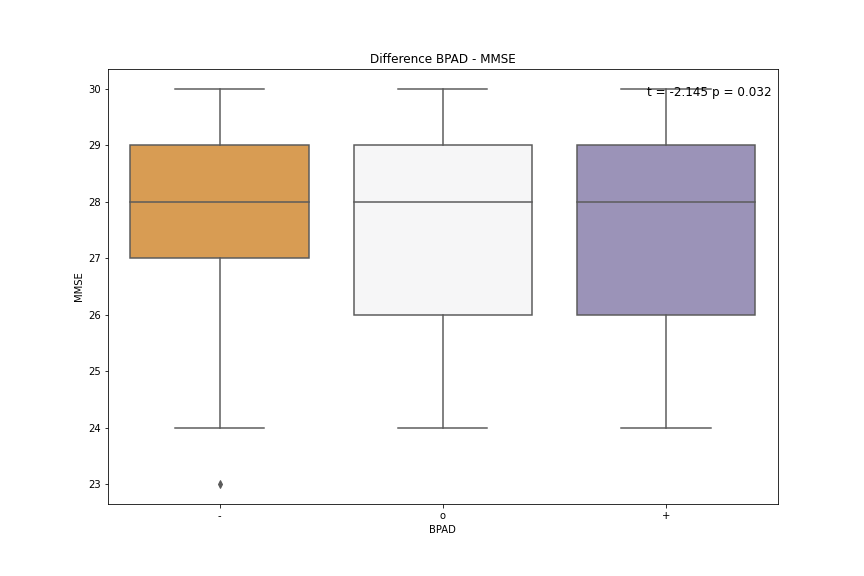 Difference BPAD - MMSE
t = -2.145 p = 0.032
30
29
28
27
26
25
24
23
MMSE
- o +
BPAD